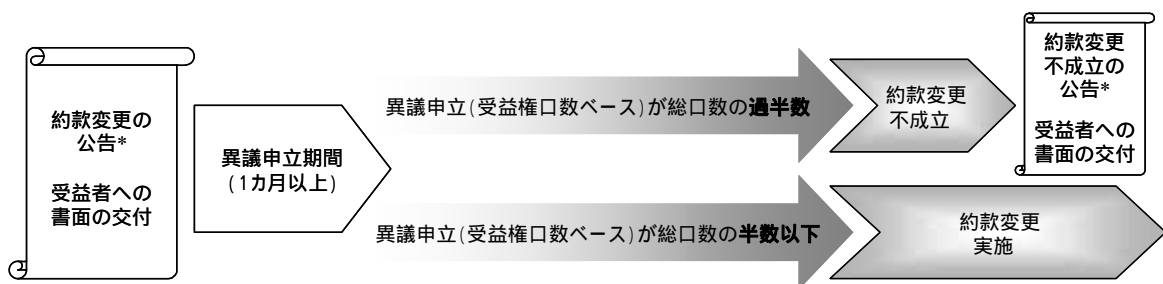 約款変更の
公告*
受益者への
書面の交付
異議申立期間
(1カ月以上)
異議申立(受益権口数ベース)が総口数の過半数
約款変更
不成立
約款変更
不成立の
公告*
受益者への
書面の交付
異議申立(受益権口数ベース)が総口数の半数以下
約款変更
実施